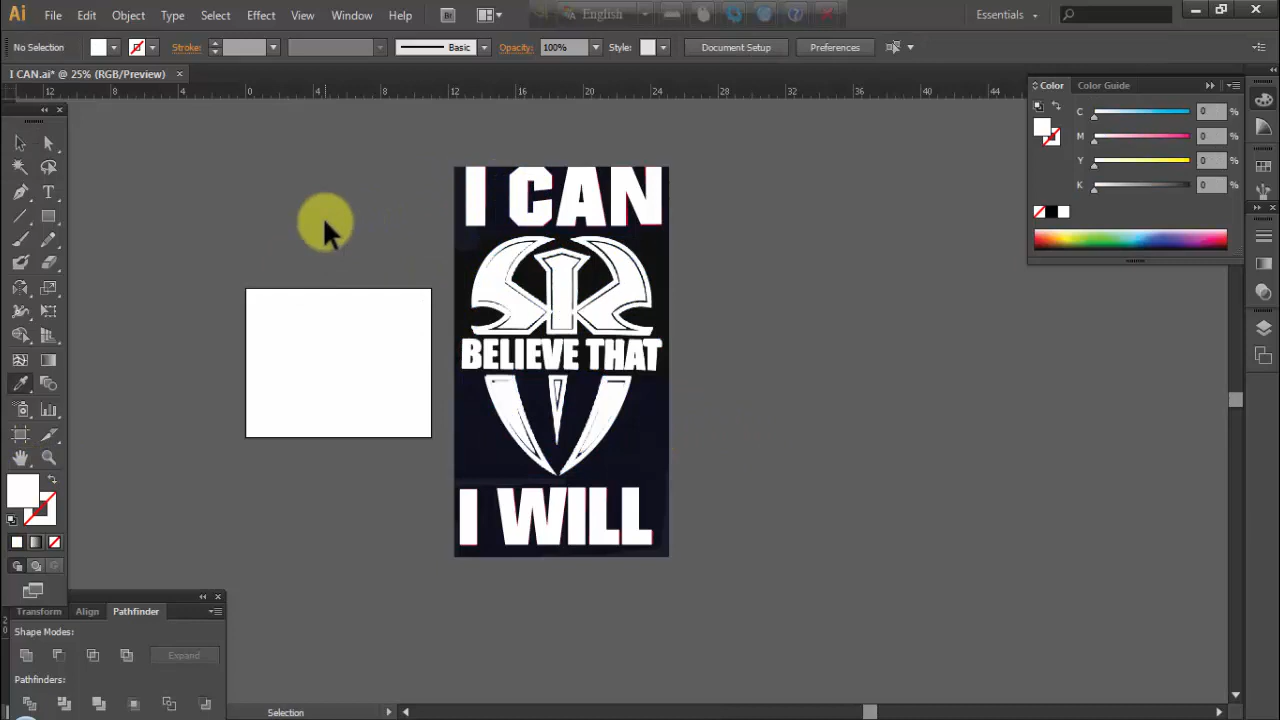 Ai File Edit Object Type Select Effect View Window Help Br English Essentials
No Selection Stroke: Basic Opacity: 100% Style: Document Setup Preferences
I CAN.ai* @ 25% (RGB/Preview) Color Color Guide
12 8 4 0 4 8 12 16 20 24 28 32 36 40 44
C 0 %
M 0 %
Y 0 %
K 0 %
I CAN
BELIEVE THAT
I WILL
Transform Align Pathfinder
Shape Modes:
Expand
Pathfinders:
Selection